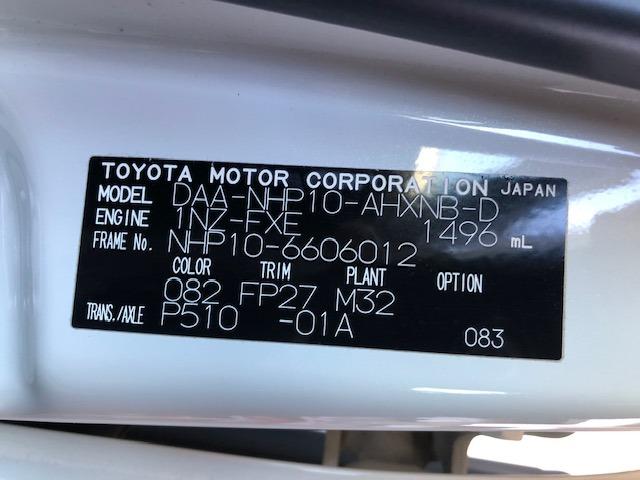 TOYOTA MOTOR CORPORATION JAPAN
MODEL DAA-NHP10-AHXNB-D
ENGINE 1NZ-FXE 1496 mL
FRAME No. NHP10-6606012
COLOR TRIM PLANT OPTION
082 FP27 M32
TRANS./AXLE P510 -01A 083